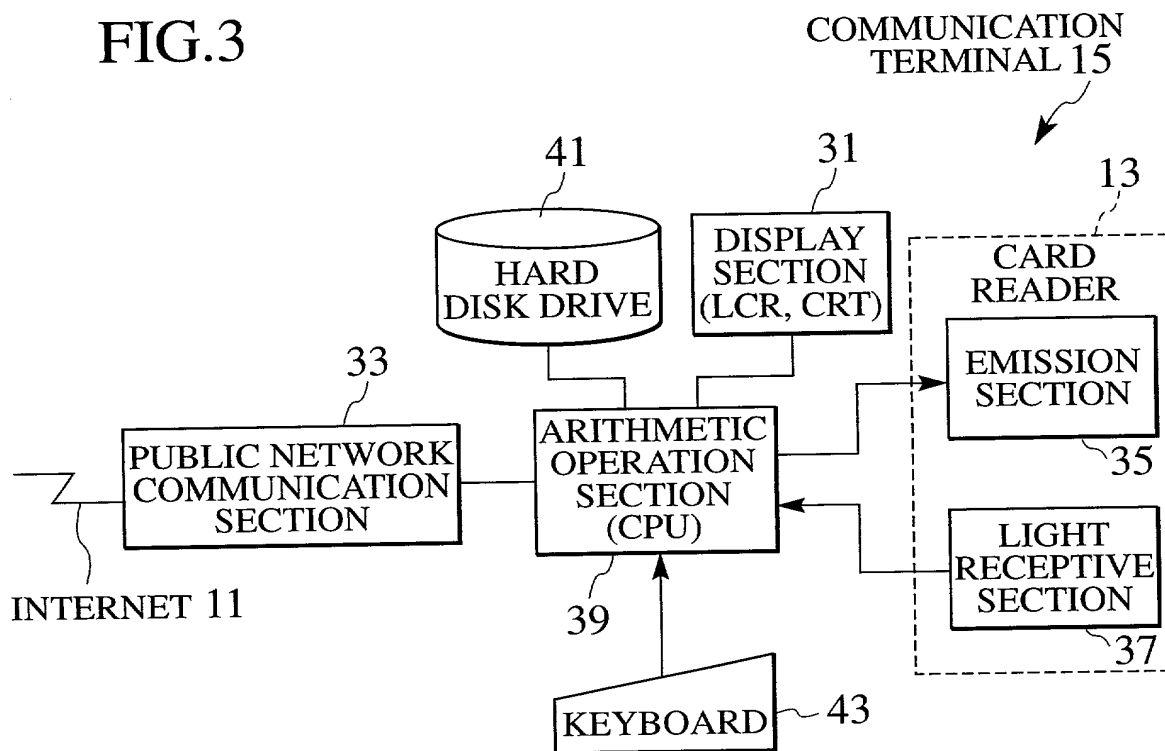 FIG.3
COMMUNICATION
TERMINAL 15
41
31
13
HARD
DISK DRIVE
DISPLAY
SECTION
(LCR, CRT)
CARD
READER
33
EMISSION
SECTION
35
PUBLIC NETWORK
COMMUNICATION
SECTION
ARITHMETIC
OPERATION
SECTION
(CPU)
39
LIGHT
RECEPTIVE
SECTION
37
INTERNET 11
KEYBOARD
43